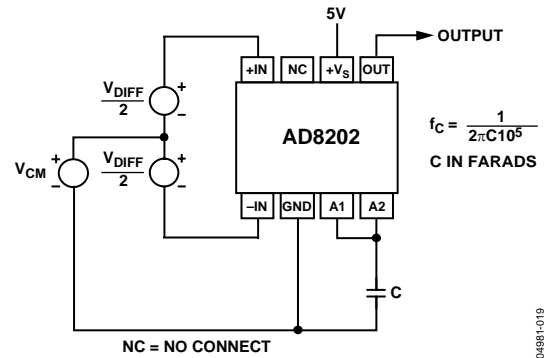 5V
OUTPUT
+IN NC +VS OUT
VDIFF
2
+
–
AD8202
fC = 1
2πC10⁵
C IN FARADS
VCM
+
–
VDIFF
2
+
–
–IN GND A1 A2
C
NC = NO CONNECT
04981-019